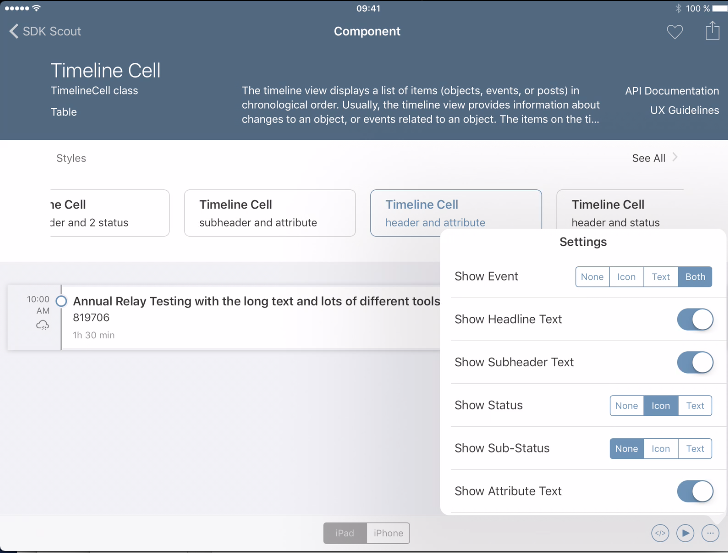 09:41
100 %
SDK Scout
Component
Timeline Cell
TimelineCell class
Table
The timeline view displays a list of items (objects, events, or posts) in
chronological order. Usually, the timeline view provides information about
changes to an object, or events related to an object. The items on the ti...
API Documentation
UX Guidelines
Styles
See All
ne Cell
der and 2 status
Timeline Cell
subheader and attribute
Timeline Cell
header and attribute
Timeline Cell
header and status
10:00
AM
Annual Relay Testing with the long text and lots of different tools
819706
1h 30 min
Settings
Show Event
None Icon Text Both
Show Headline Text
Show Subheader Text
Show Status
None Icon Text
Show Sub-Status
None Icon Text
Show Attribute Text
iPad iPhone